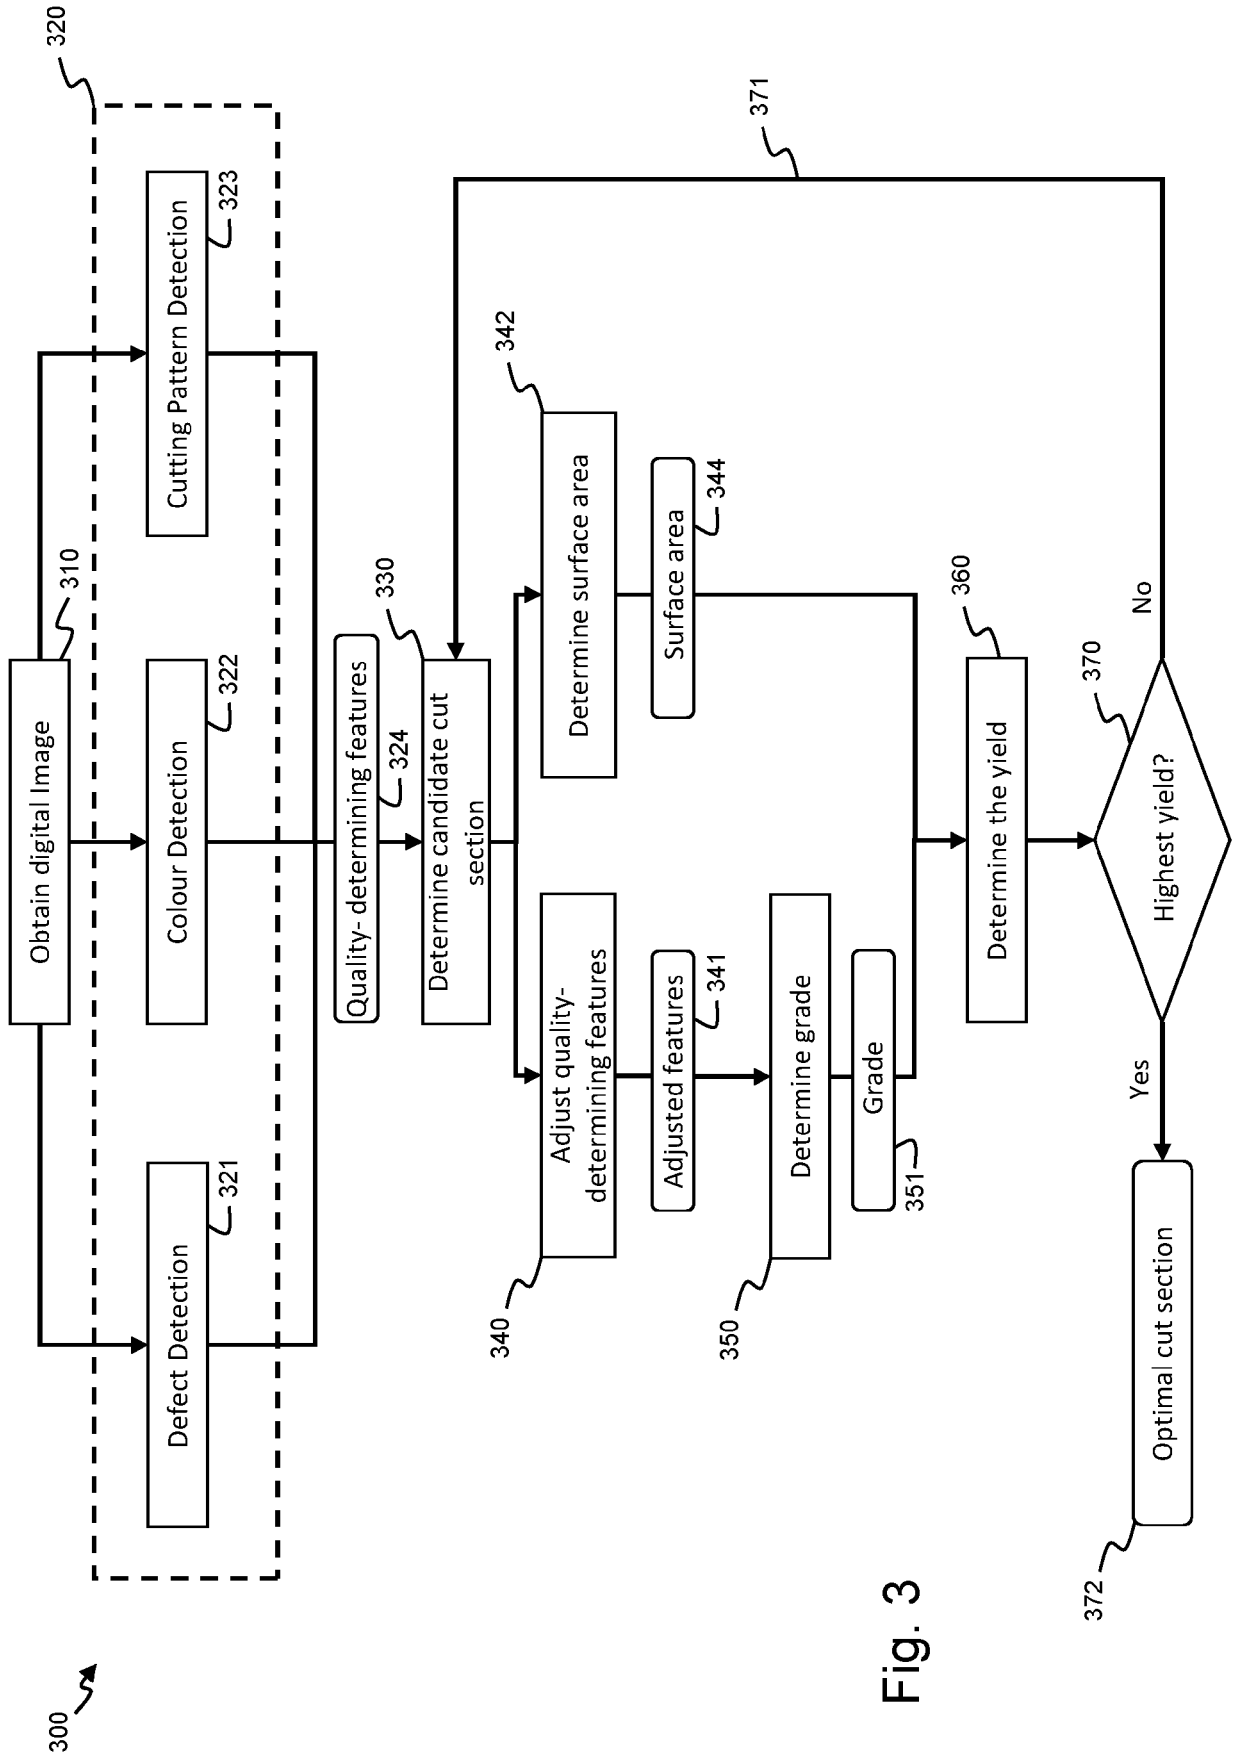 300
320
Obtain digital Image
310
Defect Detection
321
Colour Detection
322
Cutting Pattern Detection
323
Quality- determining features
324
330
Determine candidate cut
section
371
340
Adjust quality-
determining features
342
Determine surface area
Adjusted features
341
Surface area
344
350
Determine grade
Grade
351
360
Determine the yield
370
Highest yield?
Yes
No
372
Optimal cut section
Fig. 3